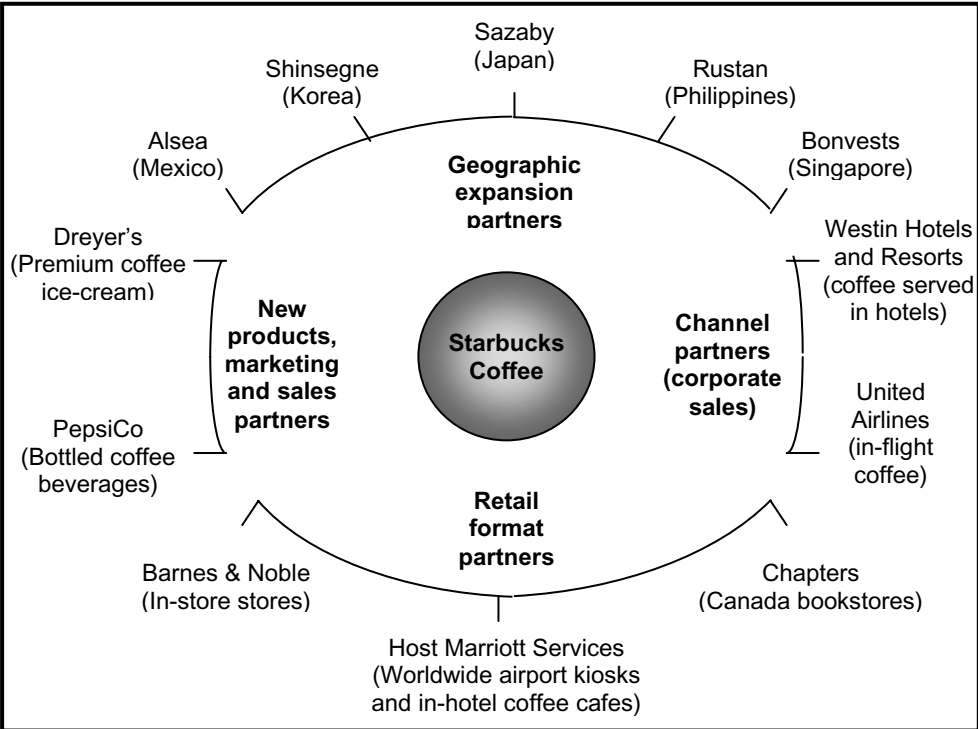 Sazaby
(Japan)
Shinsegne
(Korea)
Rustan
(Philippines)
Alsea
(Mexico)
Bonvests
(Singapore)
Geographic
expansion
partners
Dreyer's
(Premium coffee
ice-cream)
Westin Hotels
and Resorts
(coffee served
in hotels)
New
products,
marketing
and sales
partners
Starbucks
Coffee
Channel
partners
(corporate
sales)
PepsiCo
(Bottled coffee
beverages)
United
Airlines
(in-flight
coffee)
Retail
format
partners
Barnes & Noble
(In-store stores)
Chapters
(Canada bookstores)
Host Marriott Services
(Worldwide airport kiosks
and in-hotel coffee cafes)